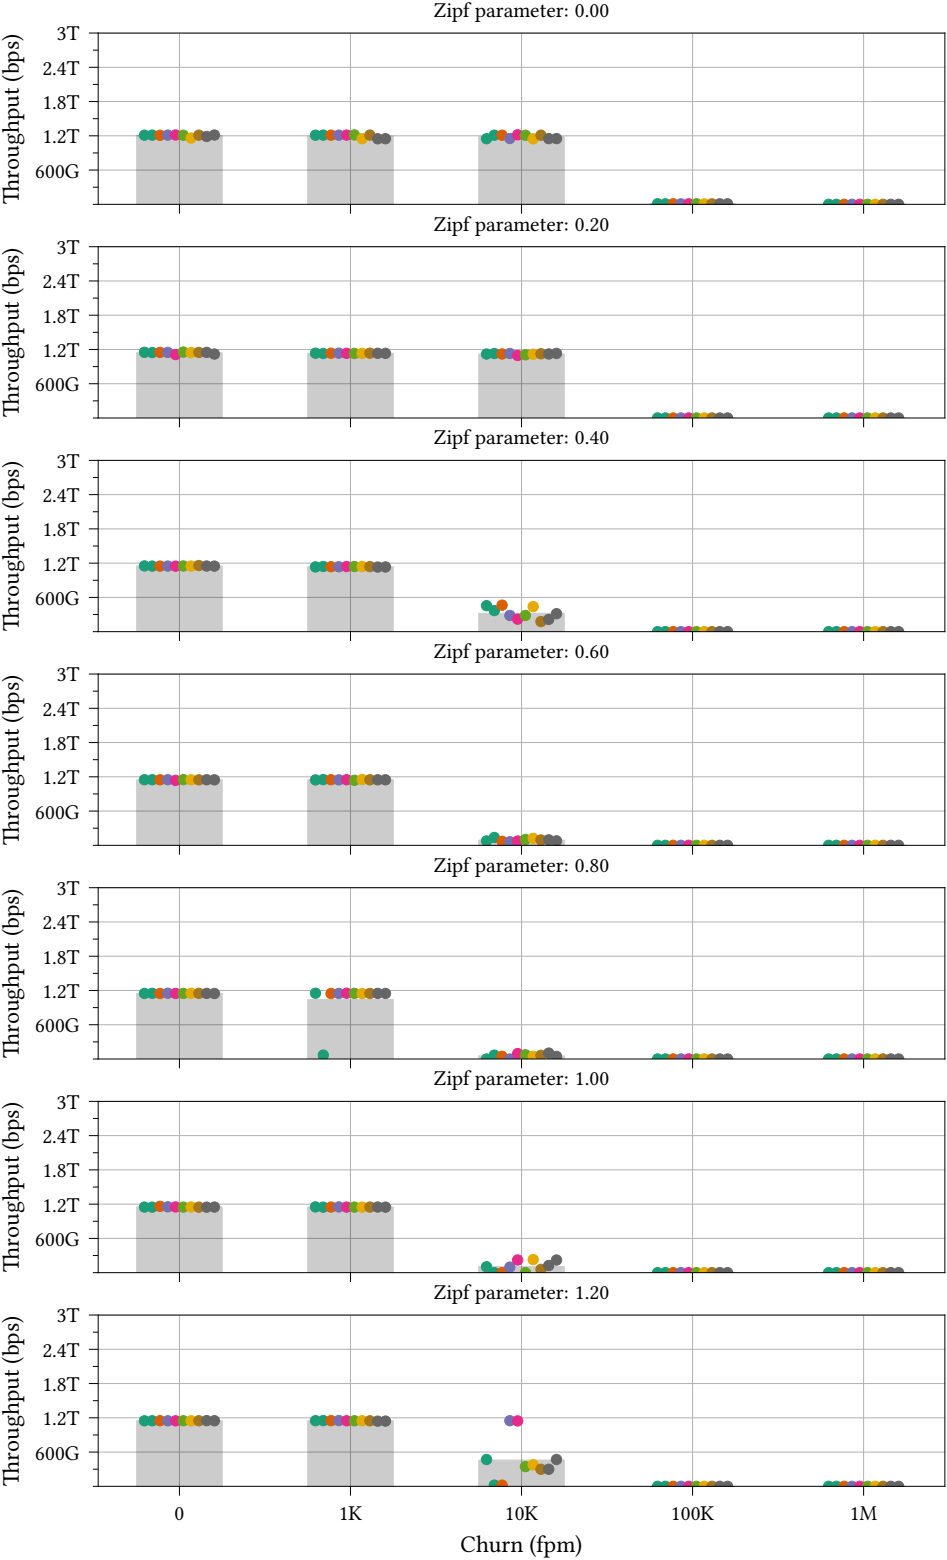 Zipf parameter: 0.00
Throughput (bps)
3T
2.4T
1.8T
1.2T
600G
Zipf parameter: 0.20
Throughput (bps)
3T
2.4T
1.8T
1.2T
600G
Zipf parameter: 0.40
Throughput (bps)
3T
2.4T
1.8T
1.2T
600G
Zipf parameter: 0.60
Throughput (bps)
3T
2.4T
1.8T
1.2T
600G
Zipf parameter: 0.80
Throughput (bps)
3T
2.4T
1.8T
1.2T
600G
Zipf parameter: 1.00
Throughput (bps)
3T
2.4T
1.8T
1.2T
600G
Zipf parameter: 1.20
Throughput (bps)
3T
2.4T
1.8T
1.2T
600G
0 1K 10K 100K 1M
Churn (fpm)